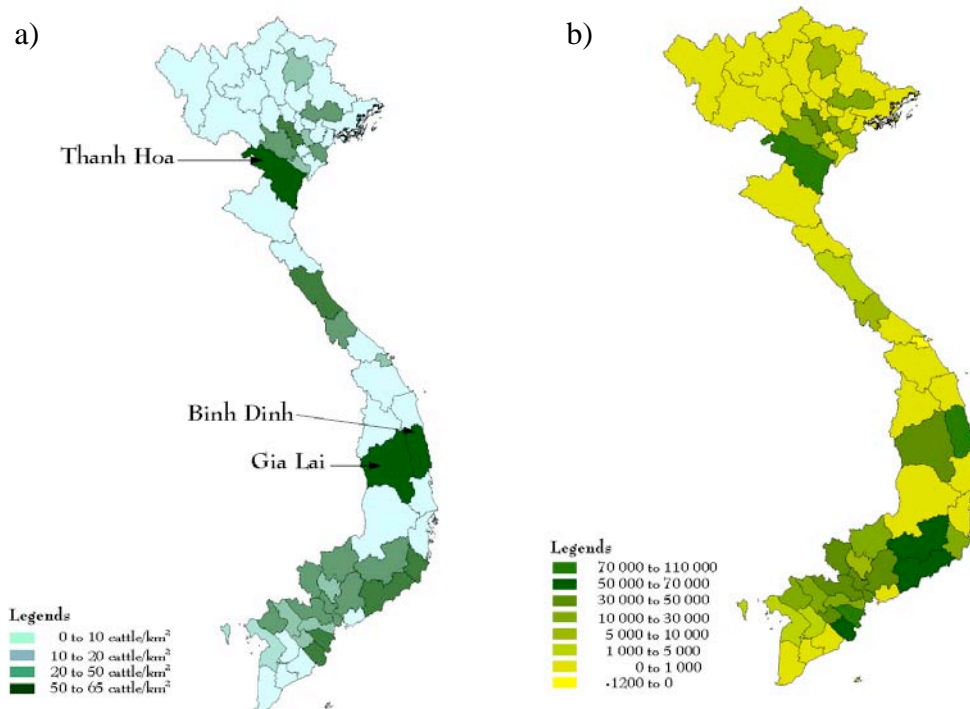 a)
Thanh Hoa
Binh Dinh
Gia Lai
Legends
0 to 10 cattle/km²
10 to 20 cattle/km²
20 to 50 cattle/km²
50 to 65 cattle/km²
b)
Legends
70 000 to 110 000
50 000 to 70 000
30 000 to 50 000
10 000 to 30 000
5 000 to 10 000
1 000 to 5 000
0 to 1 000
-1200 to 0